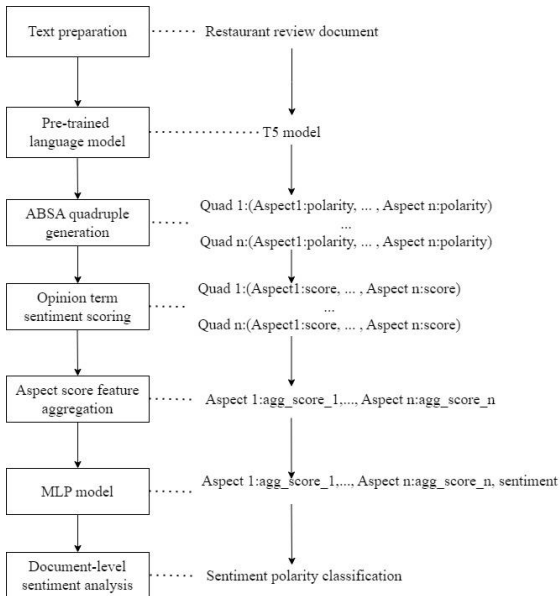 Text preparation
Restaurant review document
Pre-trained
language model
T5 model
ABSA quadruple
generation
Quad 1:(Aspect1:polarity, ... , Aspect n:polarity)
...
Quad n:(Aspect1:polarity, ... , Aspect n:polarity)
Opinion term
sentiment scoring
Quad 1:(Aspect1:score, ... , Aspect n:score)
...
Quad n:(Aspect1:score, ... , Aspect n:score)
Aspect score feature
aggregation
Aspect 1:agg_score_1,..., Aspect n:agg_score_n
MLP model
Aspect 1:agg_score_1,..., Aspect n:agg_score_n, sentiment
Document-level
sentiment analysis
Sentiment polarity classification